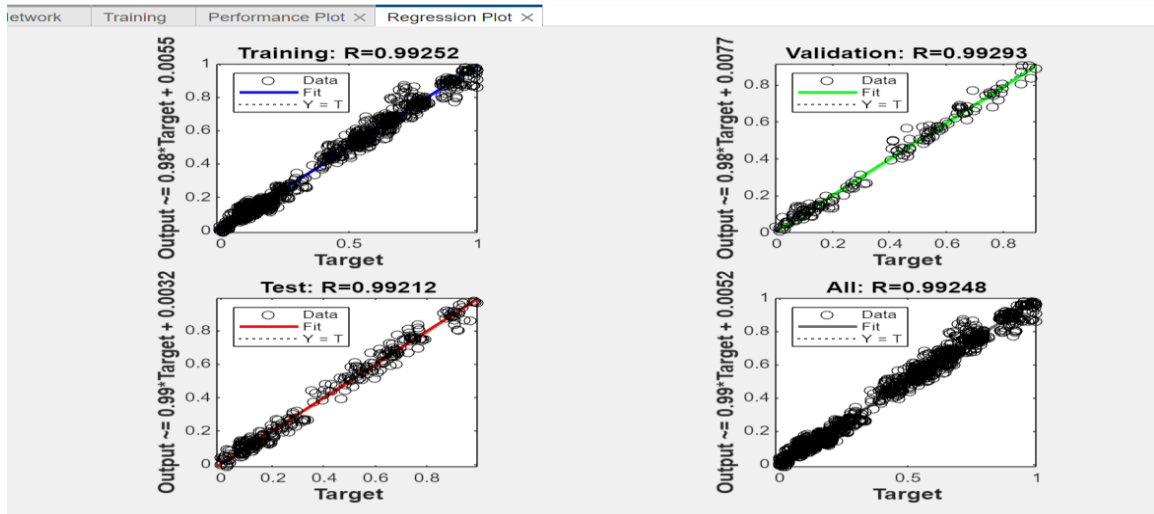 etwork Training Performance Plot × Regression Plot ×
Training: R=0.99252
Output ~= 0.98*Target + 0.0055
1
0.8
0.6
0.4
0.2
0
Data
Fit
Y = T
0 0.5 1
Target
Validation: R=0.99293
Output ~= 0.98*Target + 0.0077
0.8
0.6
0.4
0.2
0
Data
Fit
Y = T
0 0.2 0.4 0.6 0.8
Target
Test: R=0.99212
Output ~= 0.99*Target + 0.0032
0.8
0.6
0.4
0.2
0
Data
Fit
Y = T
0 0.2 0.4 0.6 0.8
Target
All: R=0.99248
Output ~= 0.99*Target + 0.0052
1
0.8
0.6
0.4
0.2
0
Data
Fit
Y = T
0 0.5 1
Target